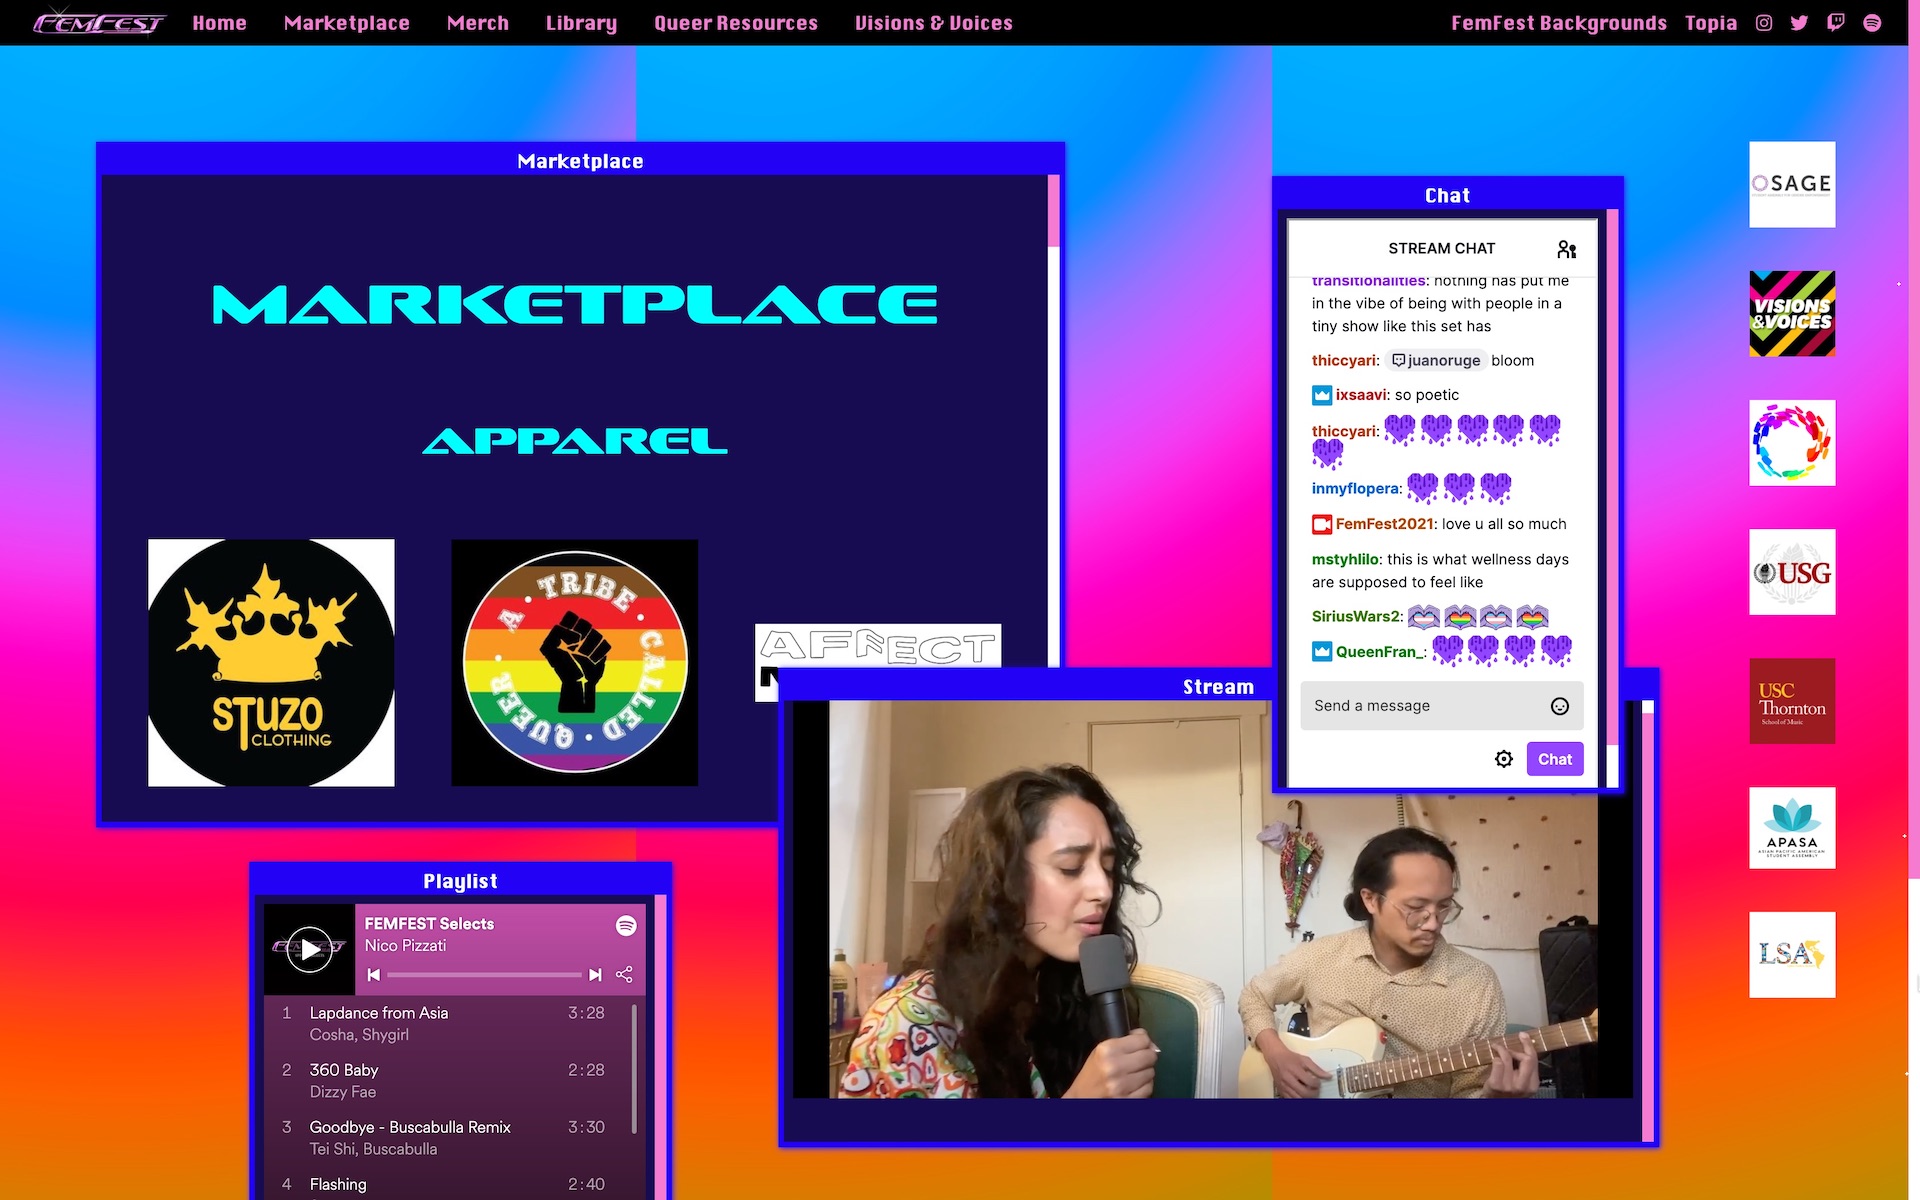 FEMFEST Home Marketplace Merch Library Queer Resources Visions & Voices FemFest Backgrounds Topia
Marketplace
MARKETPLACE
APPAREL
STUZO
CLOTHING
A · TRIBE · CALLED · QUEER ·
AFFECT
Chat
STREAM CHAT
transitionalities: nothing has put me
in the vibe of being with people in a
tiny show like this set has
thiccyari: juanoruge bloom
ixsaavi: so poetic
thiccyari:
inmyflopera:
FemFest2021: love u all so much
mstyhlilo: this is what wellness days
are supposed to feel like
SiriusWars2:
QueenFran_:
Send a message
Chat
Stream
Playlist
FEMFEST Selects
Nico Pizzati
1 Lapdance from Asia 3:28
Cosha, Shygirl
2 360 Baby 2:28
Dizzy Fae
3 Goodbye - Buscabulla Remix 3:30
Tei Shi, Buscabulla
4 Flashing 2:40
SAGE
VISIONS
&VOICES
USG
USC
Thornton
School of Music
APASA
ASIAN PACIFIC AMERICAN
STUDENT ASSEMBLY
LSA